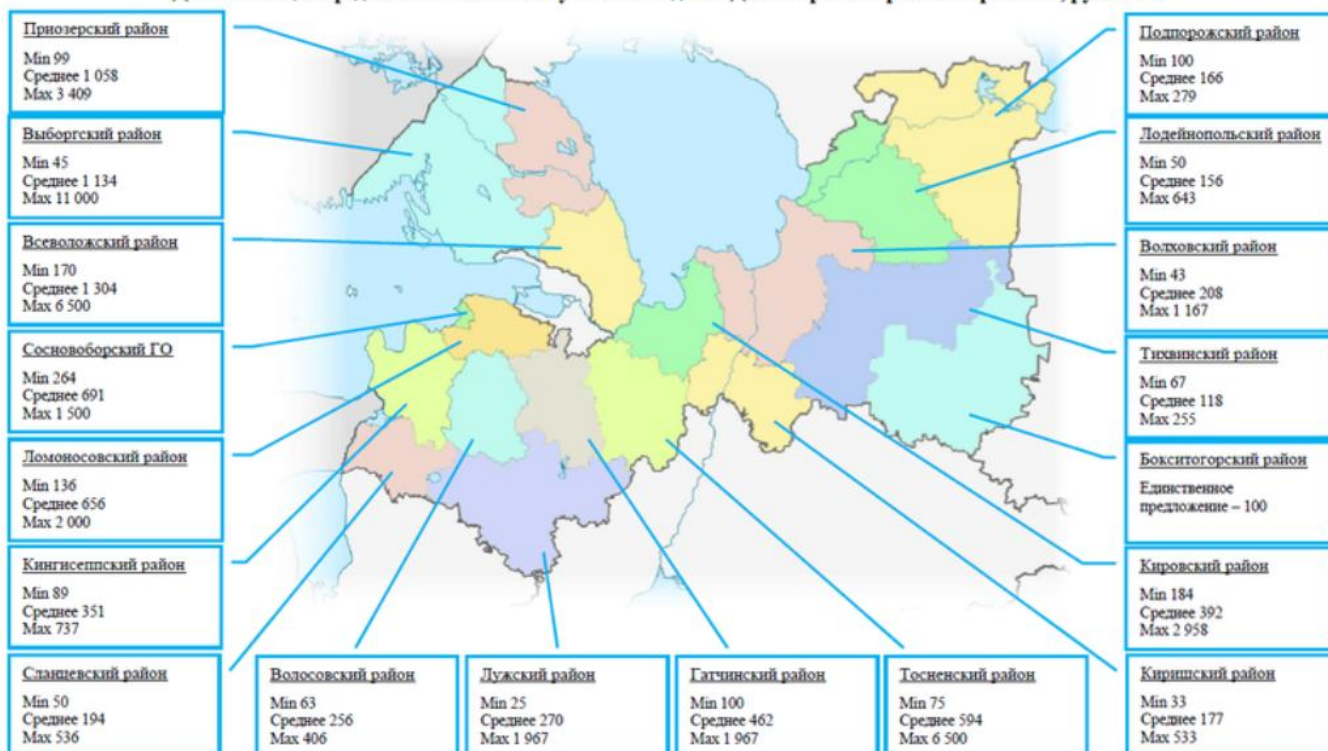 Приозерский район
Min 99
Среднее 1 058
Max 3 409
Выборгский район
Min 45
Среднее 1 134
Max 11 000
Всеволожский район
Min 170
Среднее 1 304
Max 6 500
Сосновоборский ГО
Min 264
Среднее 691
Max 1 500
Ломоносовский район
Min 136
Среднее 656
Max 2 000
Кингисеппский район
Min 89
Среднее 351
Max 737
Сланцевский район
Min 50
Среднее 194
Max 536
Волосовский район
Min 63
Среднее 256
Max 406
Лужский район
Min 25
Среднее 270
Max 1 967
Гатчинский район
Min 100
Среднее 462
Max 1 967
Тосненский район
Min 75
Среднее 594
Max 6 500
Подпорожский район
Min 100
Среднее 166
Max 279
Лодейнопольский район
Min 50
Среднее 156
Max 643
Волховский район
Min 43
Среднее 208
Max 1 167
Тихвинский район
Min 67
Среднее 118
Max 255
Бокситогорский район
Единственное
предложение – 100
Кировский район
Min 184
Среднее 392
Max 2 958
Киришский район
Min 33
Среднее 177
Max 533